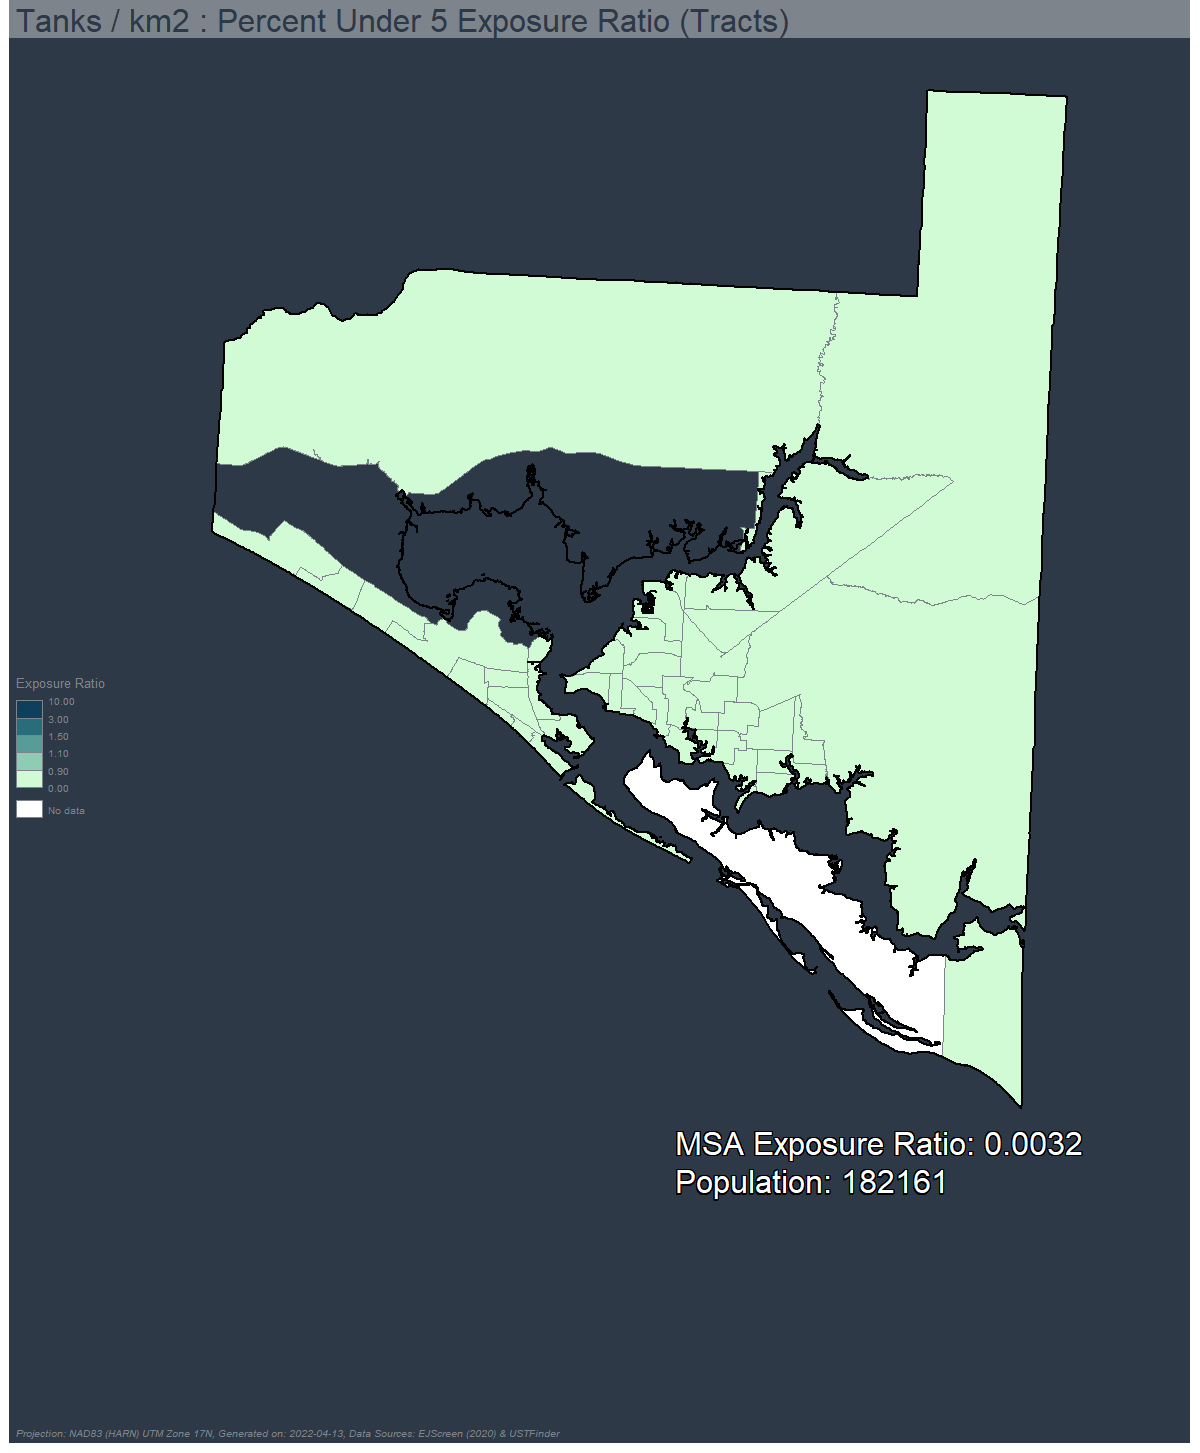 Tanks / km2 : Percent Under 5 Exposure Ratio (Tracts)
Exposure Ratio
10.00
3.00
1.50
1.10
0.90
0.00
No data
MSA Exposure Ratio: 0.0032
Population: 182161
Projection: NAD83 (HARN) UTM Zone 17N, Generated on: 2022-04-13, Data Sources: EJScreen (2020) & USTFinder